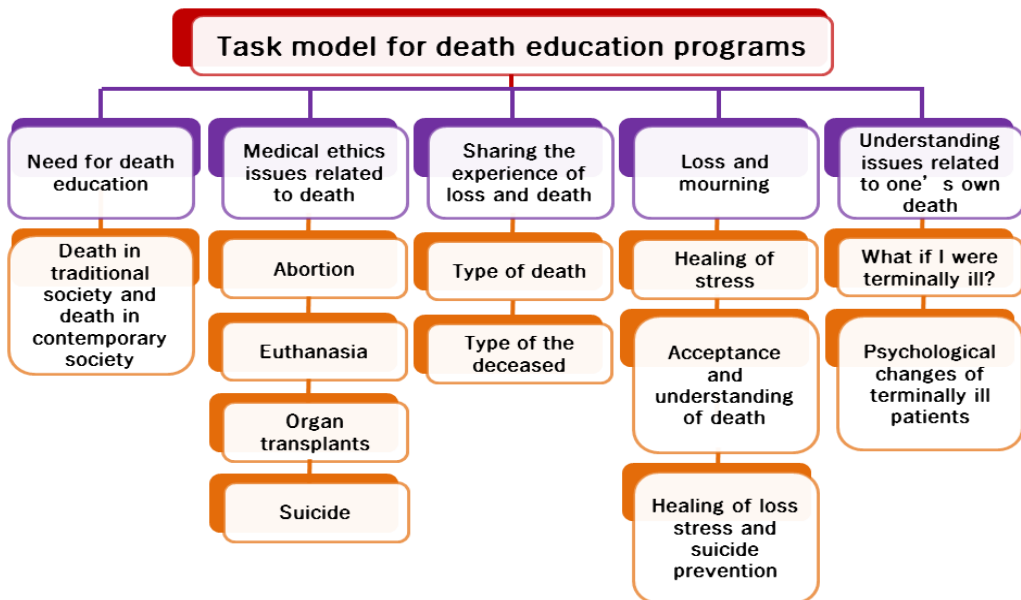 Task model for death education programs
Need for death
education
Medical ethics
issues related
to death
Sharing the
experience of
loss and death
Loss and
mourning
Understanding
issues related
to one’s own
death
Death in
traditional
society and
death in
contemporary
society
Abortion
Euthanasia
Organ
transplants
Suicide
Type of death
Type of the
deceased
Healing of
stress
Acceptance
and
understanding
of death
Healing of loss
stress and
suicide
prevention
What if I were
terminally ill?
Psychological
changes of
terminally ill
patients